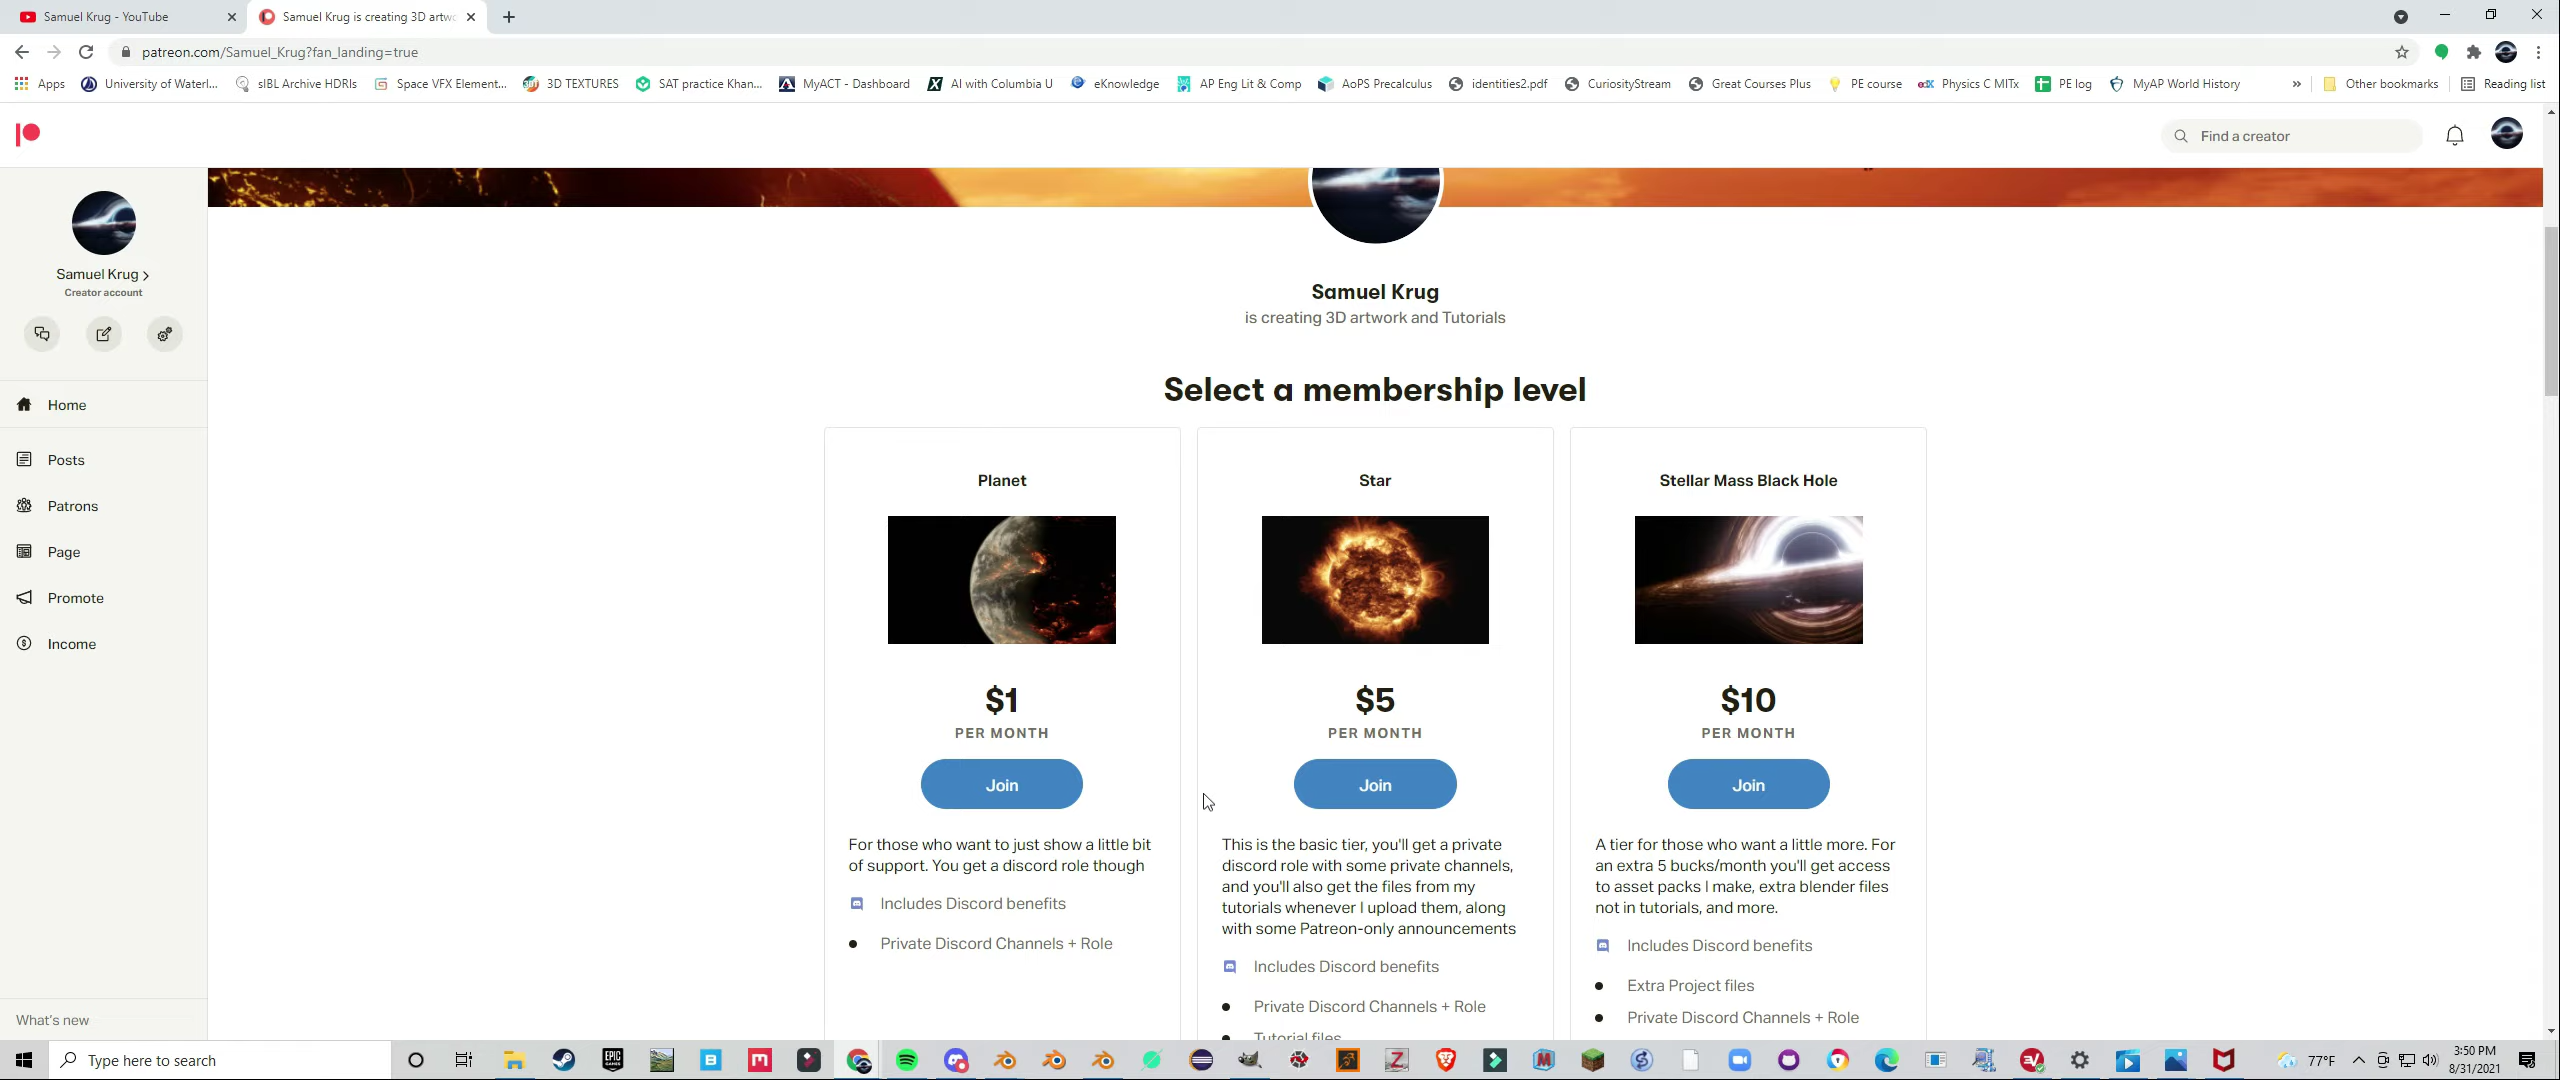 Samuel Krug - YouTube
Samuel Krug is creating 3D artwo
patreon.com/Samuel_Krug?fan_landing=true
Apps
University of Waterl...
sIBL Archive HDRIs
Space VFX Element...
3D TEXTURES
SAT practice Khan...
MyACT - Dashboard
AI with Columbia U
eKnowledge
AP Eng Lit & Comp
AoPS Precalculus
identities2.pdf
CuriosityStream
Great Courses Plus
PE course
Physics C MITx
PE log
MyAP World History
»
Other bookmarks
Reading list
Find a creator
Samuel Krug
Creator account
Home
Posts
Patrons
Page
Promote
Income
What's new
Samuel Krug
is creating 3D artwork and Tutorials
Select a membership level
Planet
$1
PER MONTH
Join
For those who want to just show a little bit
of support. You get a discord role though
Includes Discord benefits
Private Discord Channels + Role
Star
$5
PER MONTH
Join
This is the basic tier, you'll get a private
discord role with some private channels,
and you'll also get the files from my
tutorials whenever I upload them, along
with some Patreon-only announcements
Includes Discord benefits
Private Discord Channels + Role
Tutorial files
Stellar Mass Black Hole
$10
PER MONTH
Join
A tier for those who want a little more. For
an extra 5 bucks/month you'll get access
to asset packs I make, extra blender files
not in tutorials, and more.
Includes Discord benefits
Extra Project files
Private Discord Channels + Role
Type here to search
EPIC GAMES
77°F
3:50 PM
8/31/2021